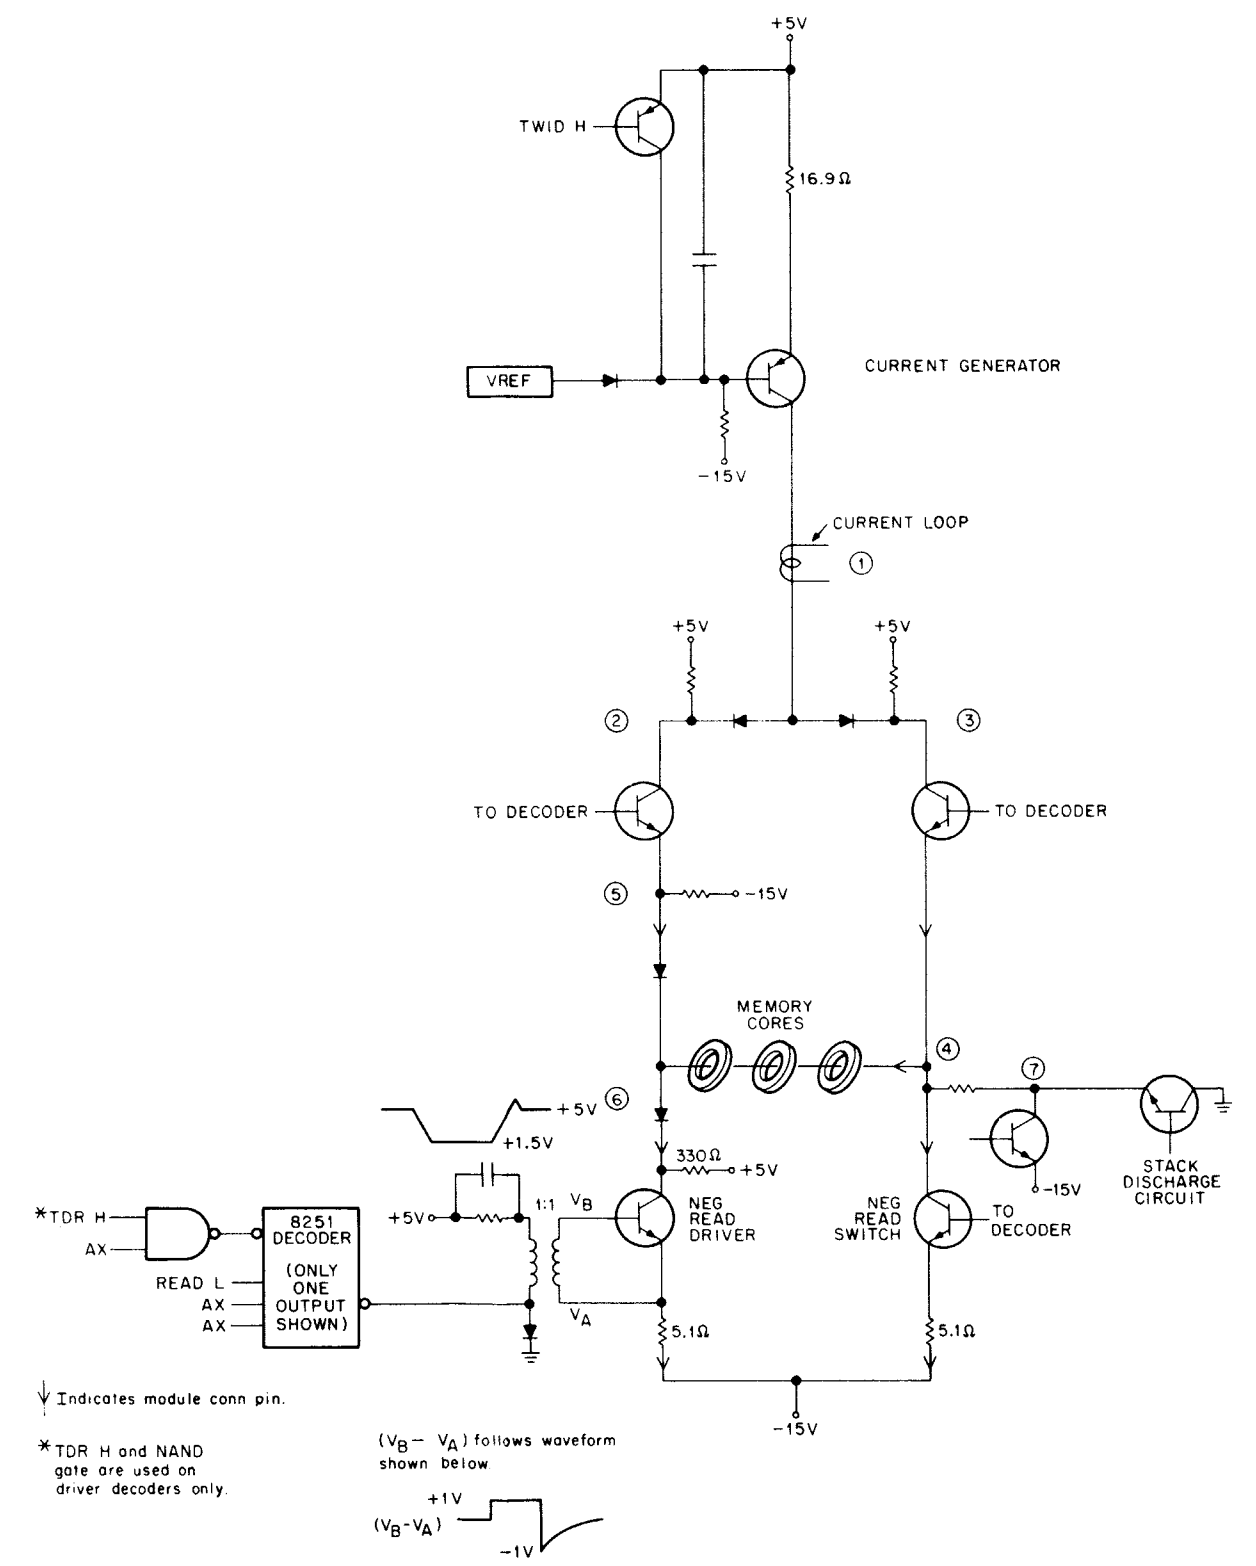 +5V
TWID H
16.9Ω
VREF
CURRENT GENERATOR
-15V
CURRENT LOOP
1
+5V
+5V
2
3
TO DECODER
TO DECODER
5
-15V
MEMORY
CORES
4
7
6
+5V
+1.5V
330Ω
+5V
-15V
STACK
DISCHARGE
CIRCUIT
*TDR H
AX
8251
DECODER
(ONLY
ONE
OUTPUT
SHOWN)
READ L
AX
AX
+5V
1:1
VB
VA
NEG
READ
DRIVER
NEG
READ
SWITCH
TO
DECODER
5.1Ω
5.1Ω
-15V
Indicates module conn pin.
*TDR H and NAND
gate are used on
driver decoders only.
(VB- VA) follows waveform
shown below.
+1V
(VB-VA)
-1V